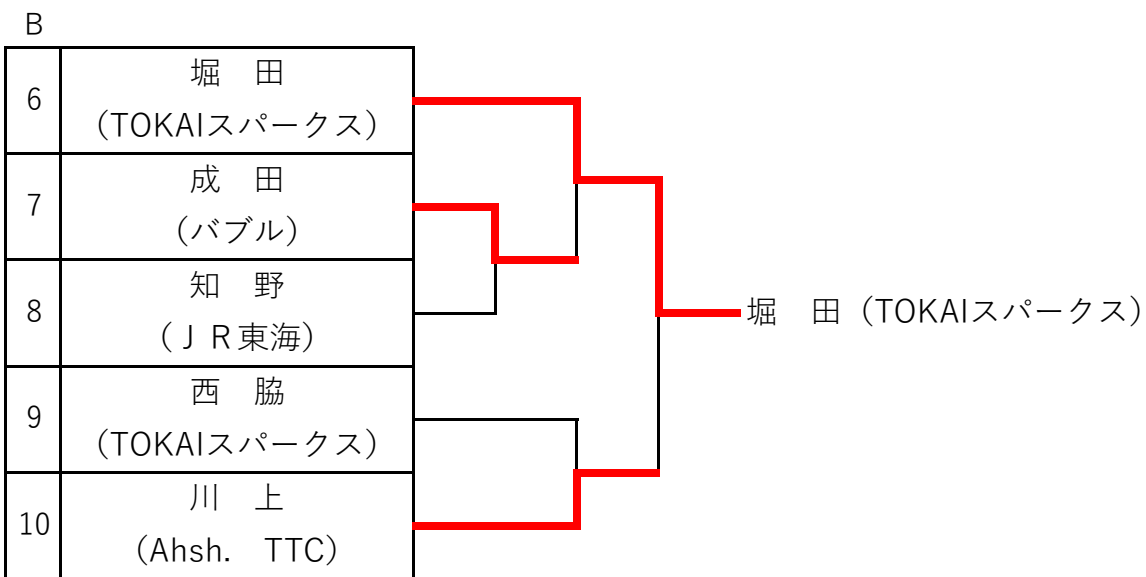 B
6
堀　田
（TOKAIスパークス）
7
成　田
（バブル）
8
知　野
（ＪＲ東海）
9
西　脇
（TOKAIスパークス）
10
川　上
（Ahsh.　TTC）
堀　田（TOKAIスパークス）